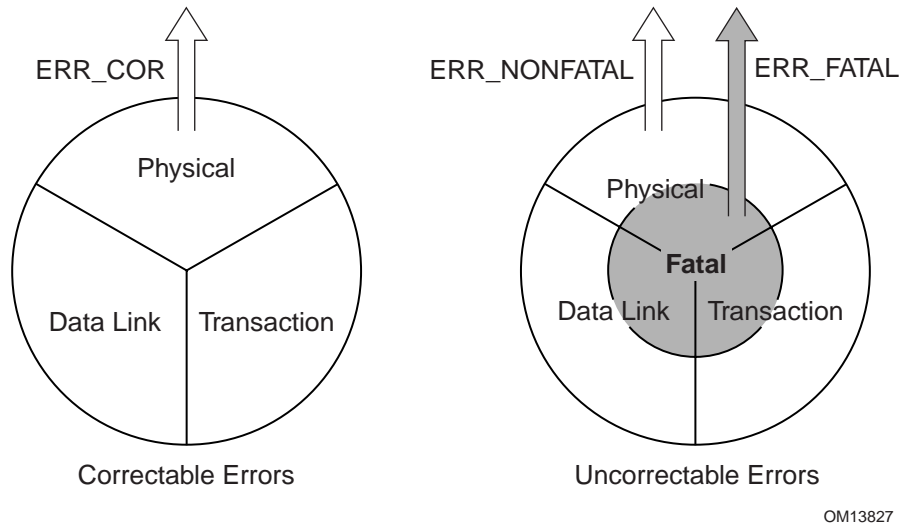 ERR_COR
Physical
Data Link
Transaction
Correctable Errors
ERR_NONFATAL
ERR_FATAL
Physical
Fatal
Data Link
Transaction
Uncorrectable Errors
OM13827